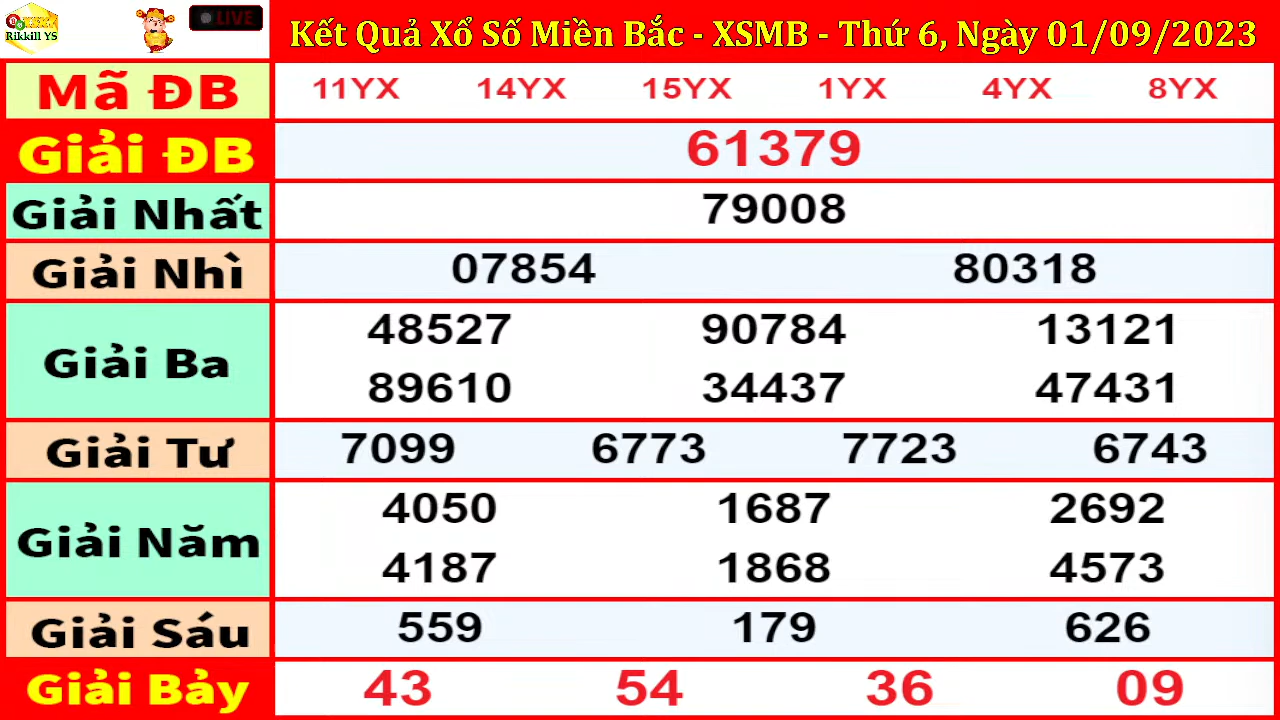 Rikkill YS
LIVE
Kết Quả Xổ Số Miền Bắc - XSMB - Thứ 6, Ngày 01/09/2023
Mã ĐB 11YX 14YX 15YX 1YX 4YX 8YX
Giải ĐB 61379
Giải Nhất 79008
Giải Nhì 07854 80318
Giải Ba 48527 90784 13121
89610 34437 47431
Giải Tư 7099 6773 7723 6743
Giải Năm 4050 1687 2692
4187 1868 4573
Giải Sáu 559 179 626
Giải Bảy 43 54 36 09